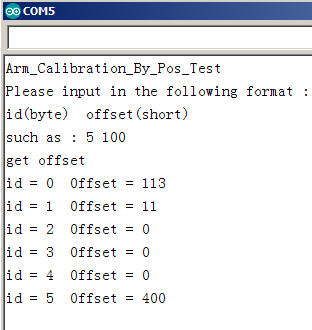 COM5
Arm_Calibration_By_Pos_Test
Please input in the following format :
id(byte)  offset(short)
such as : 5 100
get offset
id = 0  Offset = 113
id = 1  Offset = 11
id = 2  Offset = 0
id = 3  Offset = 0
id = 4  Offset = 0
id = 5  Offset = 400